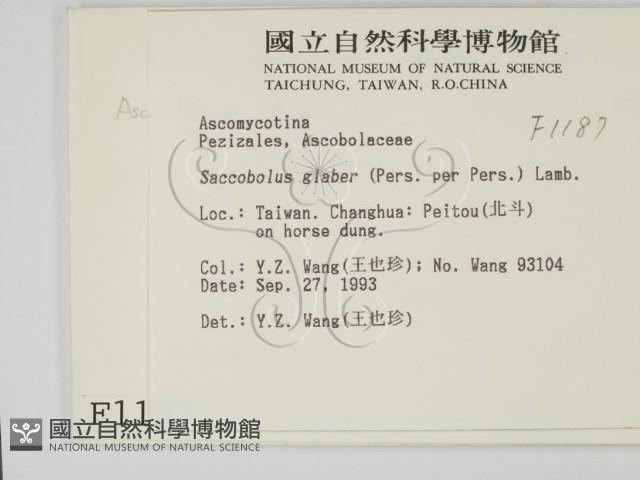 國立自然科學博物館
NATIONAL MUSEUM OF NATURAL SCIENCE
TAICHUNG, TAIWAN, R.O.CHINA
Asc
F1187
Ascomycotina
Pezizales, Ascobolaceae
Saccobolus glaber (Pers. per Pers.) Lamb.
Loc.: Taiwan. Changhua: Peitou(北斗)
on horse dung.
Col.: Y.Z. Wang(王也珍); No. Wang 93104
Date: Sep. 27, 1993
Det.: Y.Z. Wang(王也珍)
F11
國立自然科學博物館
NATIONAL MUSEUM OF NATURAL SCIENCE